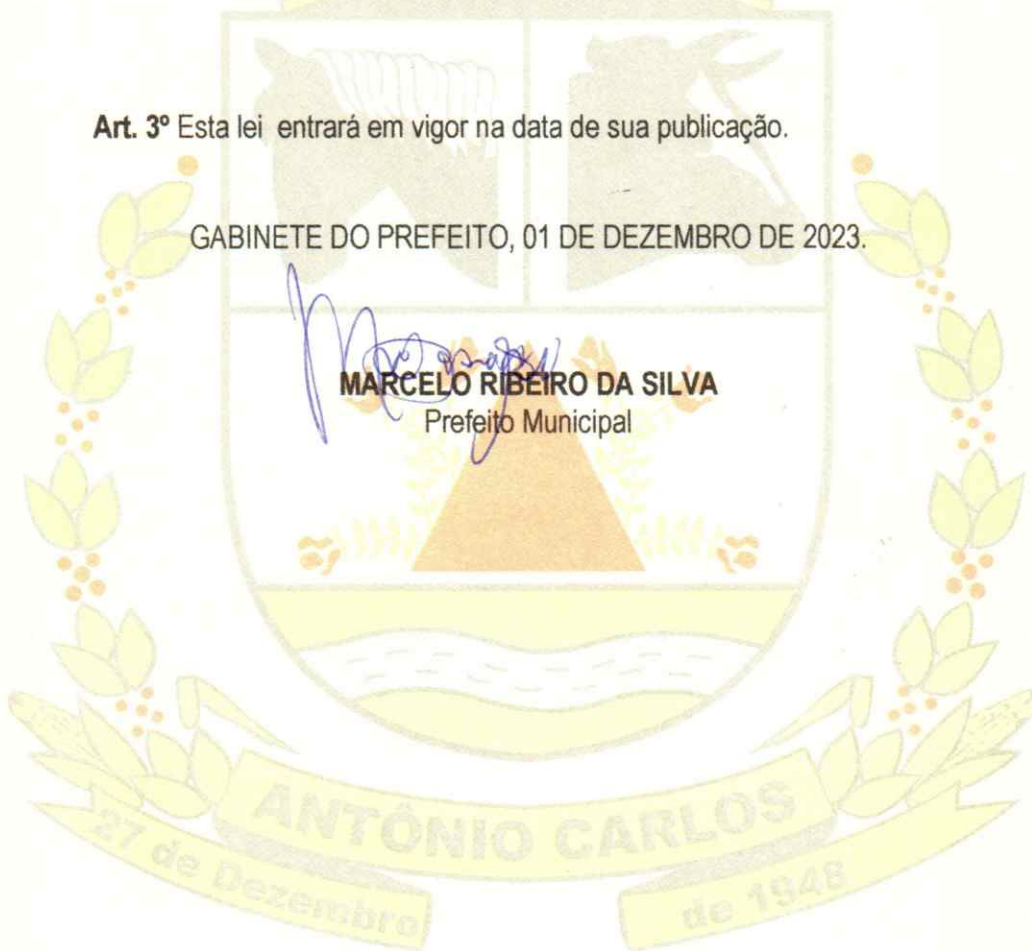 Art. 3º Esta lei entrará em vigor na data de sua publicação.
GABINETE DO PREFEITO, 01 DE DEZEMBRO DE 2023.
MARCELO RIBEIRO DA SILVA
Prefeito Municipal
ANTÔNIO CARLOS
27 de Dezembro de 1948